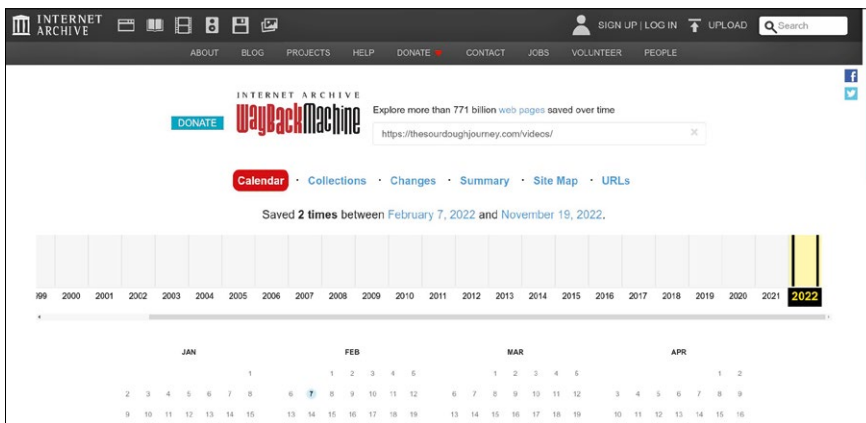 INTERNET ARCHIVE
SIGN UP | LOG IN
UPLOAD
Search
ABOUT BLOG PROJECTS HELP DONATE CONTACT JOBS VOLUNTEER PEOPLE
DONATE
INTERNET ARCHIVE
WayBackMachine
Explore more than 771 billion web pages saved over time
https://thesourdoughjourney.com/videos/
Calendar · Collections · Changes · Summary · Site Map · URLs
Saved 2 times between February 7, 2022 and November 19, 2022.
2000 2001 2002 2003 2004 2005 2006 2007 2008 2009 2010 2011 2012 2013 2014 2015 2016 2017 2018 2019 2020 2021 2022
JAN FEB MAR APR
1 1 2 3 4 5 1 2 3 4 5 1 2
2 3 4 5 6 7 8 6 7 8 9 10 11 12 6 7 8 9 10 11 12 3 4 5 6 7 8 9
9 10 11 12 13 14 15 13 14 15 16 17 18 19 13 14 15 16 17 18 19 10 11 12 13 14 15 16